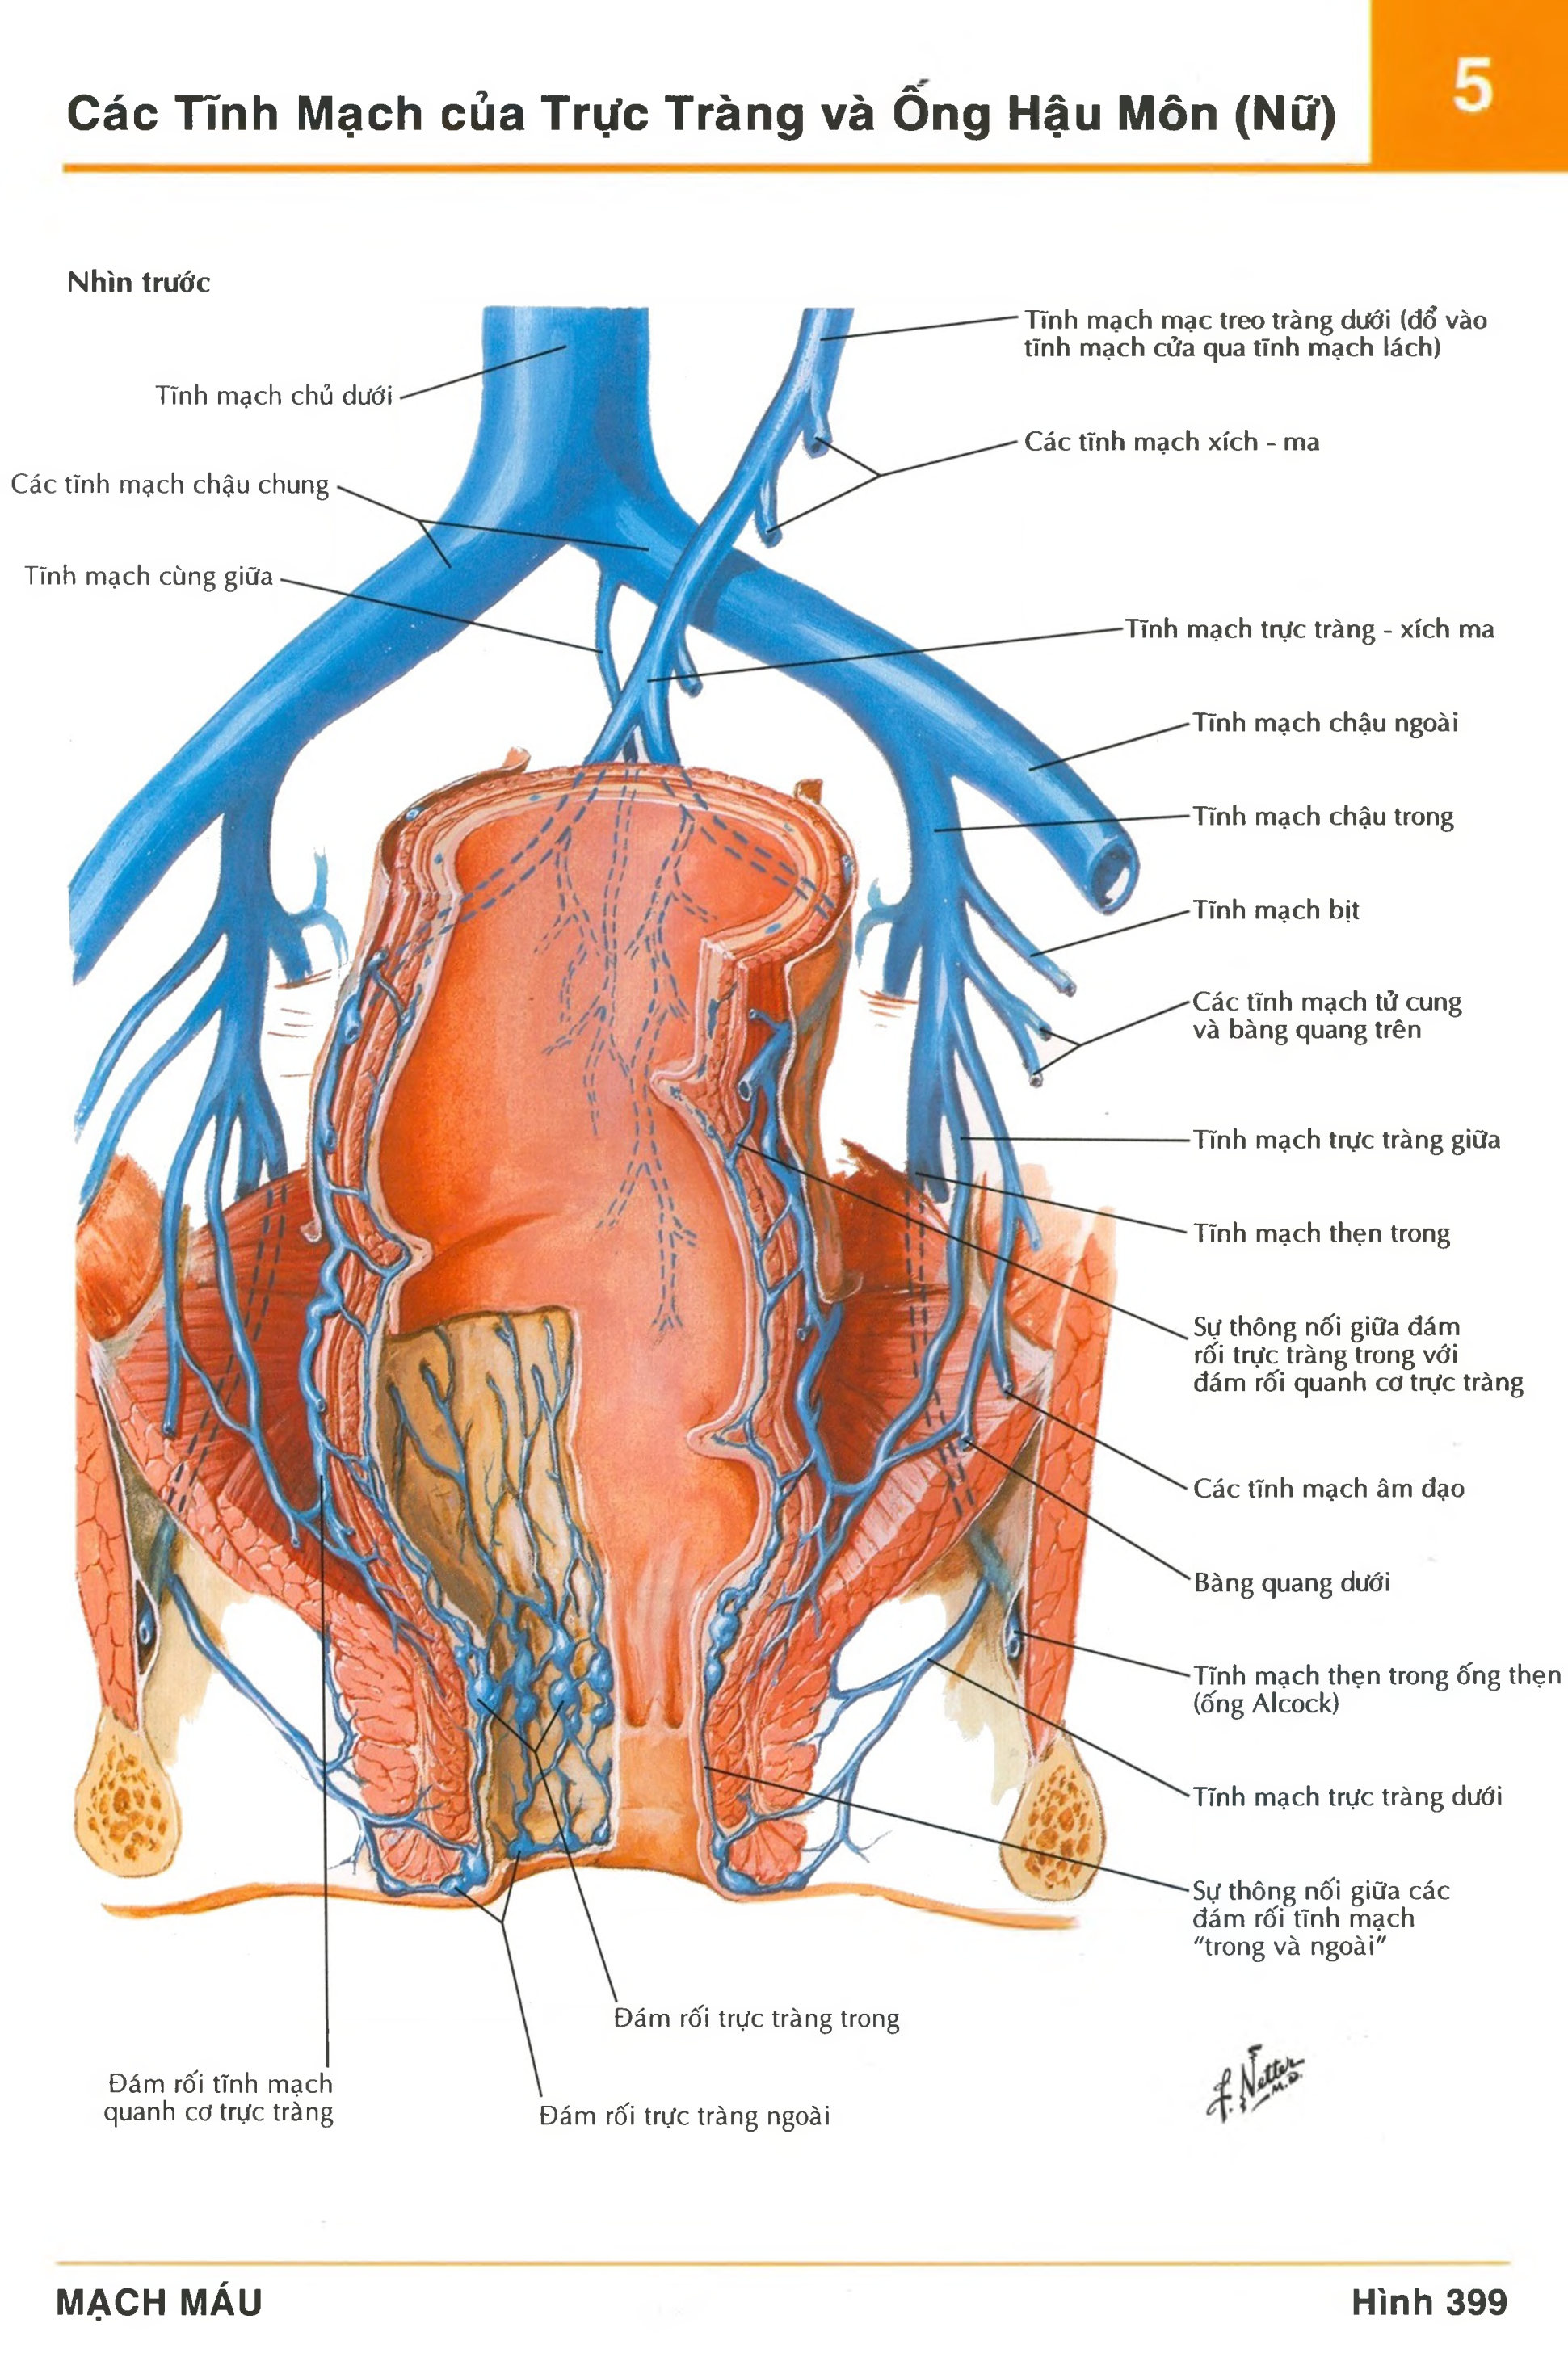 5
Các Tĩnh Mạch của Trực Tràng và Ống Hậu Môn (Nữ)
Nhìn trước
Tĩnh mạch mạc treo tràng dưới (đổ vào
tĩnh mạch cửa qua tĩnh mạch lách)
Tĩnh mạch chủ dưới
Các tĩnh mạch xích - ma
Các tĩnh mạch chậu chung
Tĩnh mạch cùng giữa
Tĩnh mạch trực tràng - xích ma
Tĩnh mạch chậu ngoài
Tĩnh mạch chậu trong
Tĩnh mạch bịt
Các tĩnh mạch tử cung
và bàng quang trên
Tĩnh mạch trực tràng giữa
Tĩnh mạch thẹn trong
Sự thông nối giữa đám
rối trực tràng trong với
đám rối quanh cơ trực tràng
Các tĩnh mạch âm đạo
Bàng quang dưới
Tĩnh mạch thẹn trong ống thẹn
(ống Alcock)
Tĩnh mạch trực tràng dưới
Sự thông nối giữa các
đám rối tĩnh mạch
"trong và ngoài"
Đám rối trực tràng trong
Đám rối tĩnh mạch
quanh cơ trực tràng
Đám rối trực tràng ngoài
F. Netter
M.D.
MẠCH MÁU
Hình 399